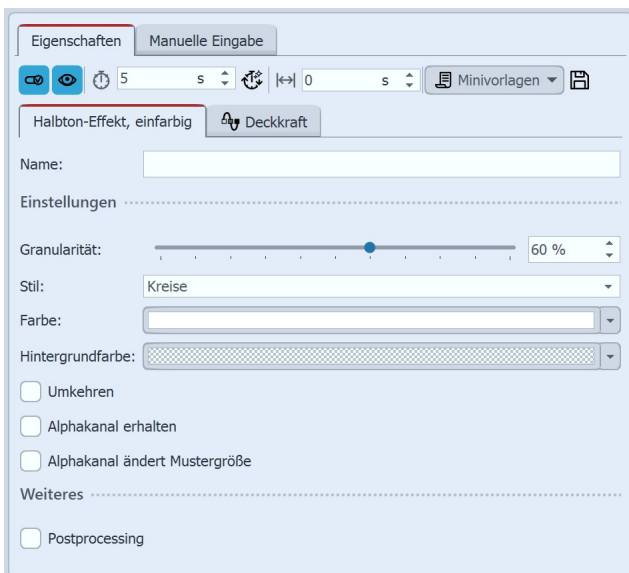 Eigenschaften Manuelle Eingabe
5 s 0 s Minivorlagen
Halbton-Effekt, einfarbig Deckkraft
Name:
Einstellungen
Granularität: 60 %
Stil: Kreise
Farbe:
Hintergrundfarbe:
Umkehren
Alphakanal erhalten
Alphakanal ändert Mustergröße
Weiteres
Postprocessing